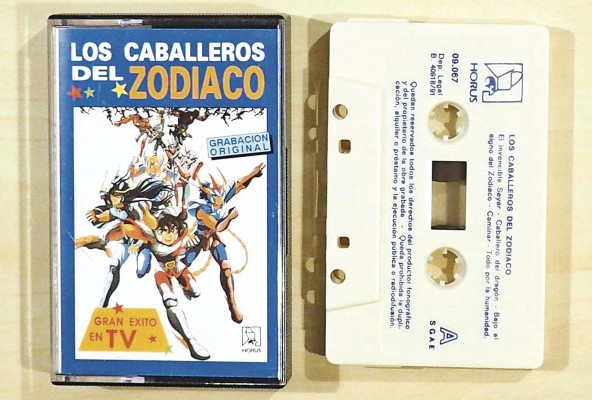 LOS CABALLEROS
DEL ZODIACO
GRABACION
ORIGINAL
GRAN EXITO
EN TV
HORUS
HORUS
09.067
Dep. Legal
B. 40918/91
Quedan reservados todos los derechos del productor fonográfico
y del propietario de la obra grabada - Queda prohibida la dupli-
cación, alquiler o préstamo y la ejecución pública o radiodifusión.
LOS CABALLEROS DEL ZODIACO
El invencible Seyar - Caballero del dragón - Bajo el
signo del Zodiaco - Caminar - Todo por la humanidad.
A
SGAE